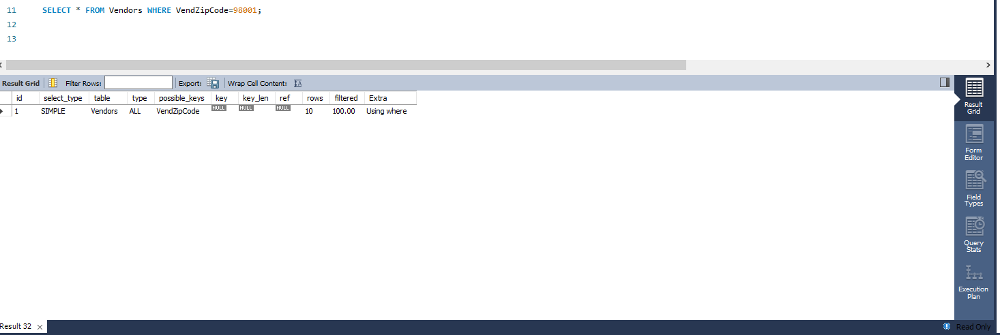 11 SELECT * FROM Vendors WHERE VendZipCode=98001;
12
13
Result Grid Filter Rows: Export: Wrap Cell Content:
id select_type table type possible_keys key key_len ref rows filtered Extra
1 SIMPLE Vendors ALL VendZipCode NULL NULL NULL 10 100.00 Using where
Result
Grid
Form
Editor
Field
Types
Query
Stats
Execution
Plan
Result 32
Read Only